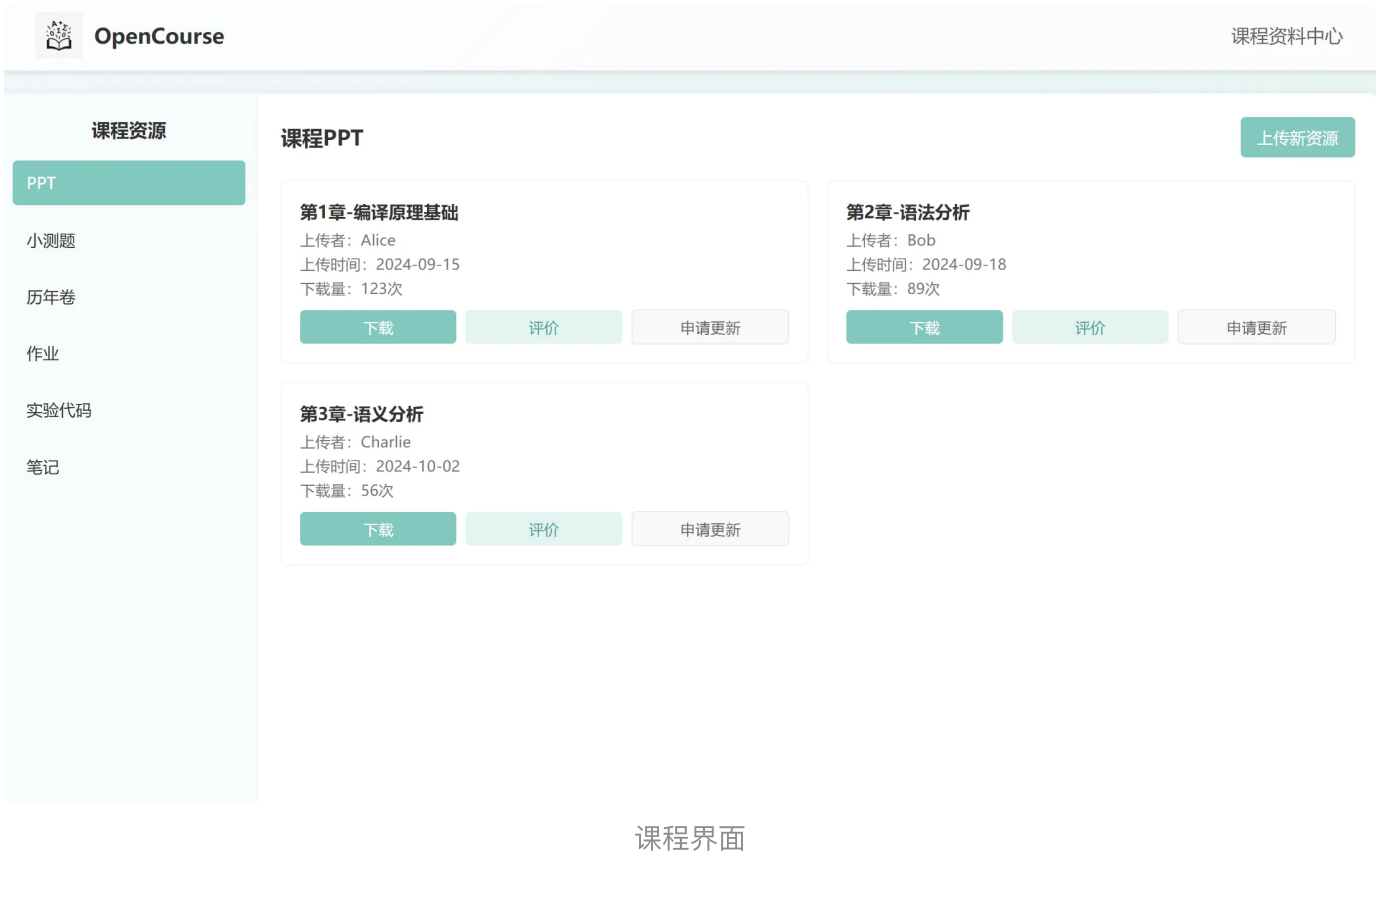 OpenCourse
课程资料中心
课程资源
PPT
小测题
历年卷
作业
实验代码
笔记
课程PPT
上传新资源
第1章-编译原理基础
上传者：Alice
上传时间：2024-09-15
下载量：123次
下载
评价
申请更新
第2章-语法分析
上传者：Bob
上传时间：2024-09-18
下载量：89次
下载
评价
申请更新
第3章-语义分析
上传者：Charlie
上传时间：2024-10-02
下载量：56次
下载
评价
申请更新
课程界面